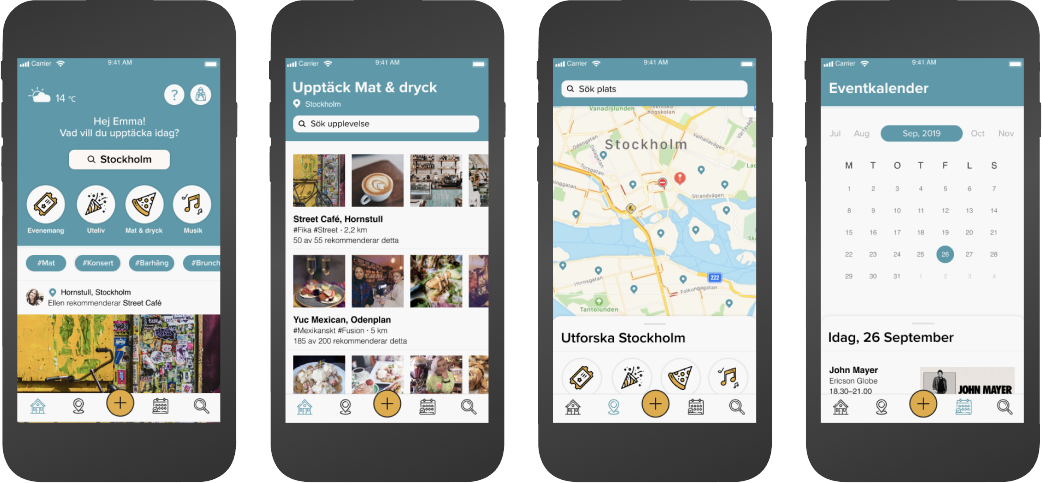 Carrier
9:41 AM
14 °C
?
Hej Emma!
Vad vill du upptäcka idag?
Stockholm
Evenemang
Uteliv
Mat & dryck
Musik
#Mat
#Konsert
#Barhäng
#Brunch
Hornstull, Stockholm
Ellen rekommenderar Street Café
Carrier
9:41 AM
Upptäck Mat & dryck
Stockholm
Sök upplevelse
Street Café, Hornstull
#Fika #Street · 2,2 km
50 av 55 rekommenderar detta
Yuc Mexican, Odenplan
#Mexikanskt #Fusion · 5 km
185 av 200 rekommenderar detta
Carrier
9:41 AM
Sök plats
Vanadislunden
Stockholm
Strandvägen
222
Folkungagatan
Tantolunden
Utforska Stockholm
Carrier
9:41 AM
Eventkalender
Jul Aug Sep, 2019 Oct Nov
M T O T F L S
1 2 3 4 5 6 7
8 9 10 11 12 13 14
15 16 17 18 19 20 21
22 23 24 25 26 27 28
29 30 31 1 2 3 4
Idag, 26 September
John Mayer
Ericson Globe
18.30–21.00
JOHN MAYER